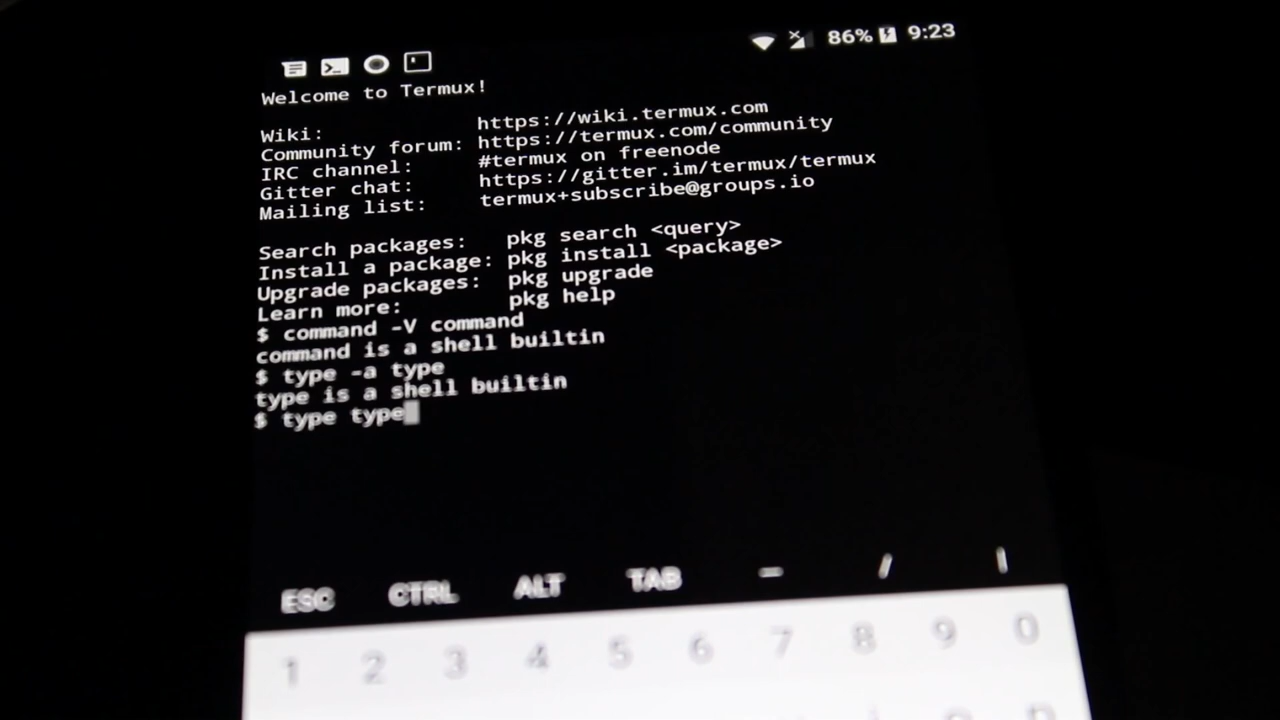 86% 9:23
Welcome to Termux!
Wiki: https://wiki.termux.com
Community forum: https://termux.com/community
IRC channel: #termux on freenode
Gitter chat: https://gitter.im/termux/termux
Mailing list: termux+subscribe@groups.io
Search packages: pkg search <query>
Install a package: pkg install <package>
Upgrade packages: pkg upgrade
Learn more: pkg help
$ command -V command
command is a shell builtin
$ type -a type
type is a shell builtin
$ type type
ESC CTRL ALT TAB — / |
1 2 3 4 5 6 7 8 9 0